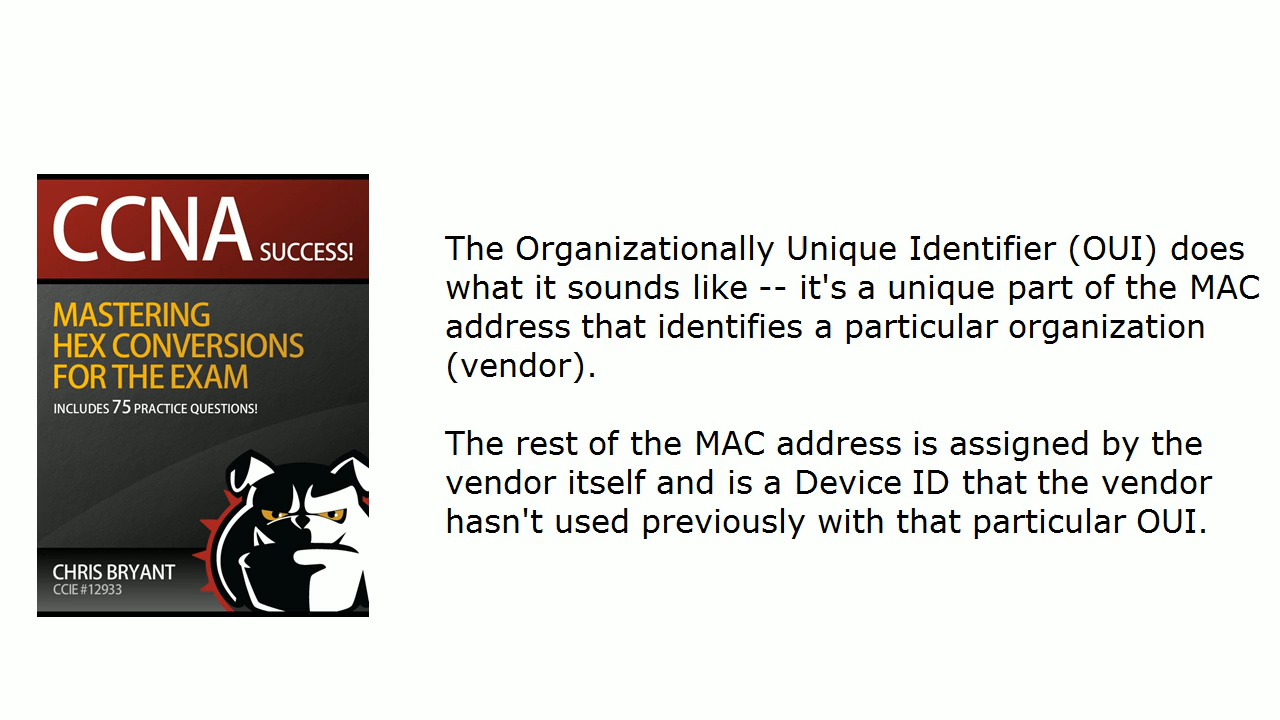 CCNA SUCCESS!
MASTERING
HEX CONVERSIONS
FOR THE EXAM
INCLUDES 75 PRACTICE QUESTIONS!
CHRIS BRYANT
CCIE #12933
The Organizationally Unique Identifier (OUI) does
what it sounds like -- it's a unique part of the MAC
address that identifies a particular organization
(vendor).
The rest of the MAC address is assigned by the
vendor itself and is a Device ID that the vendor
hasn't used previously with that particular OUI.